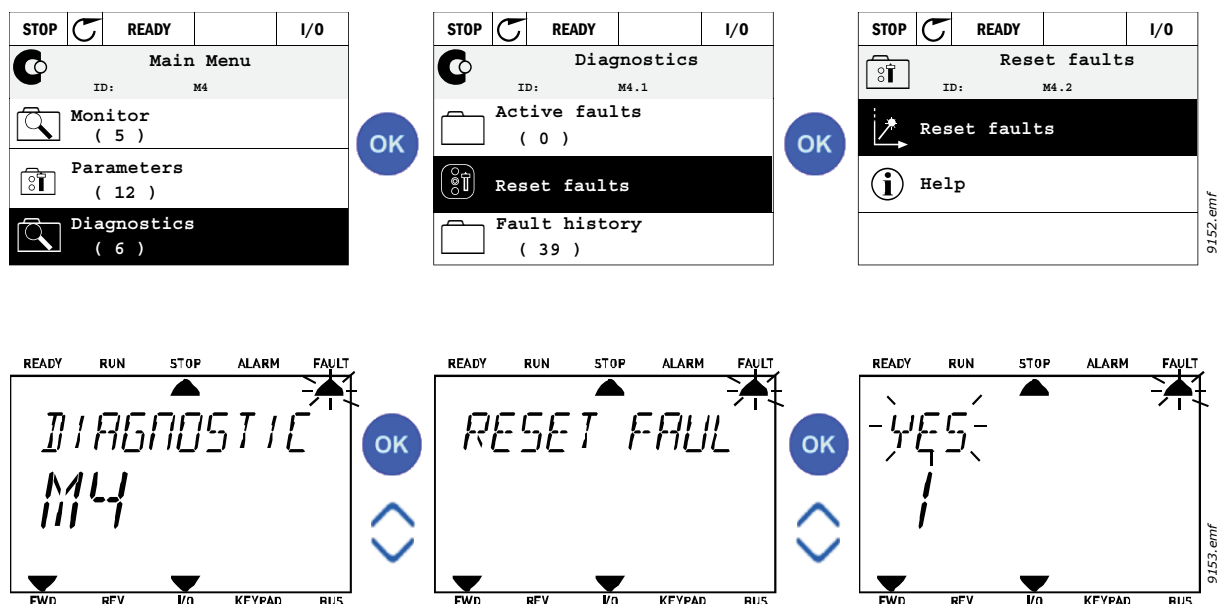 STOP READY I/O
Main Menu
ID: M4
Monitor
( 5 )
Parameters
( 12 )
Diagnostics
( 6 )
OK
STOP READY I/O
Diagnostics
ID: M4.1
Active faults
( 0 )
Reset faults
Fault history
( 39 )
OK
STOP READY I/O
Reset faults
ID: M4.2
Reset faults
Help
9152.emf
READY RUN STOP ALARM FAULT
DIAGNOSTIC
M4
FWD REV I/O KEYPAD BUS
OK
READY RUN STOP ALARM FAULT
RESET FAUL
FWD REV I/O KEYPAD BUS
OK
READY RUN STOP ALARM FAULT
YES
1
FWD REV I/O KEYPAD BUS
9153.emf